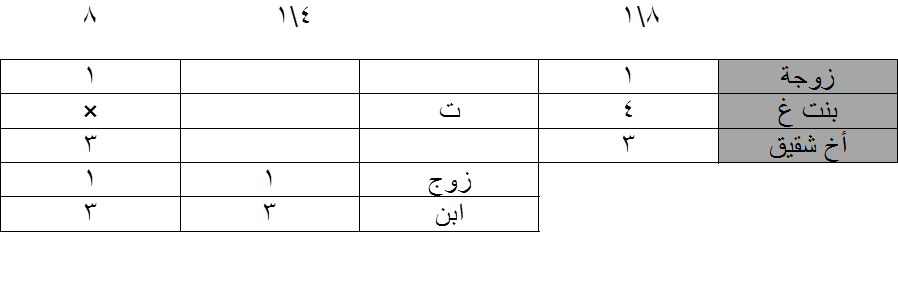 ١\٨ ١\٤ ٨
زوجة ١ ١
بنت غ ٤ ت ×
أخ شقيق ٣ ٣
زوج ١ ١
ابن ٣ ٣